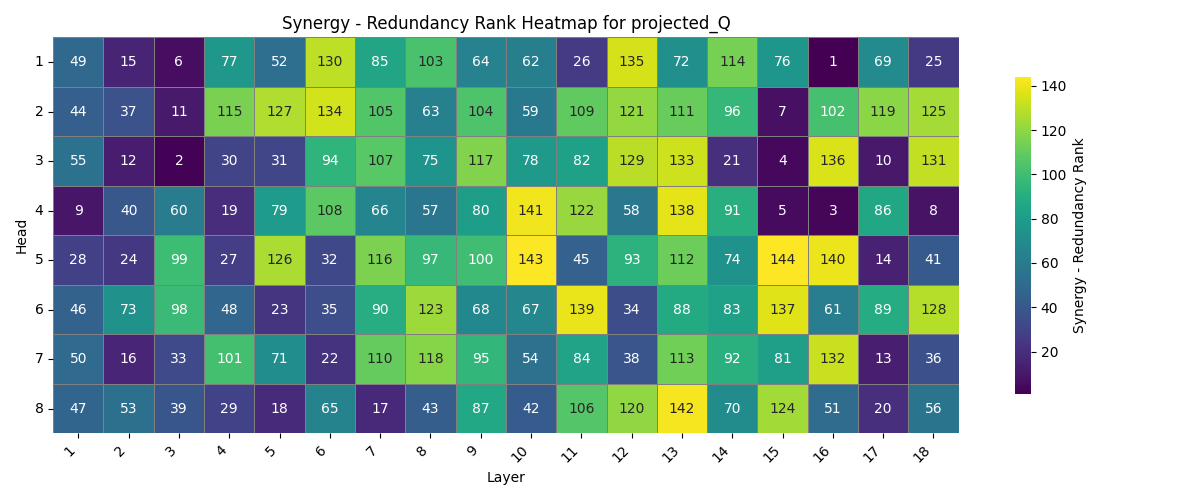 Synergy - Redundancy Rank Heatmap for projected_Q
1 49 15 6 77 52 130 85 103 64 62 26 135 72 114 76 1 69 25
2 44 37 11 115 127 134 105 63 104 59 109 121 111 96 7 102 119 125
3 55 12 2 30 31 94 107 75 117 78 82 129 133 21 4 136 10 131
4 9 40 60 19 79 108 66 57 80 141 122 58 138 91 5 3 86 8
5 28 24 99 27 126 32 116 97 100 143 45 93 112 74 144 140 14 41
6 46 73 98 48 23 35 90 123 68 67 139 34 88 83 137 61 89 128
7 50 16 33 101 71 22 110 118 95 54 84 38 113 92 81 132 13 36
8 47 53 39 29 18 65 17 43 87 42 106 120 142 70 124 51 20 56
1 2 3 4 5 6 7 8 9 10 11 12 13 14 15 16 17 18
Layer
Head
140
120
100
80
60
40
20
Synergy - Redundancy Rank